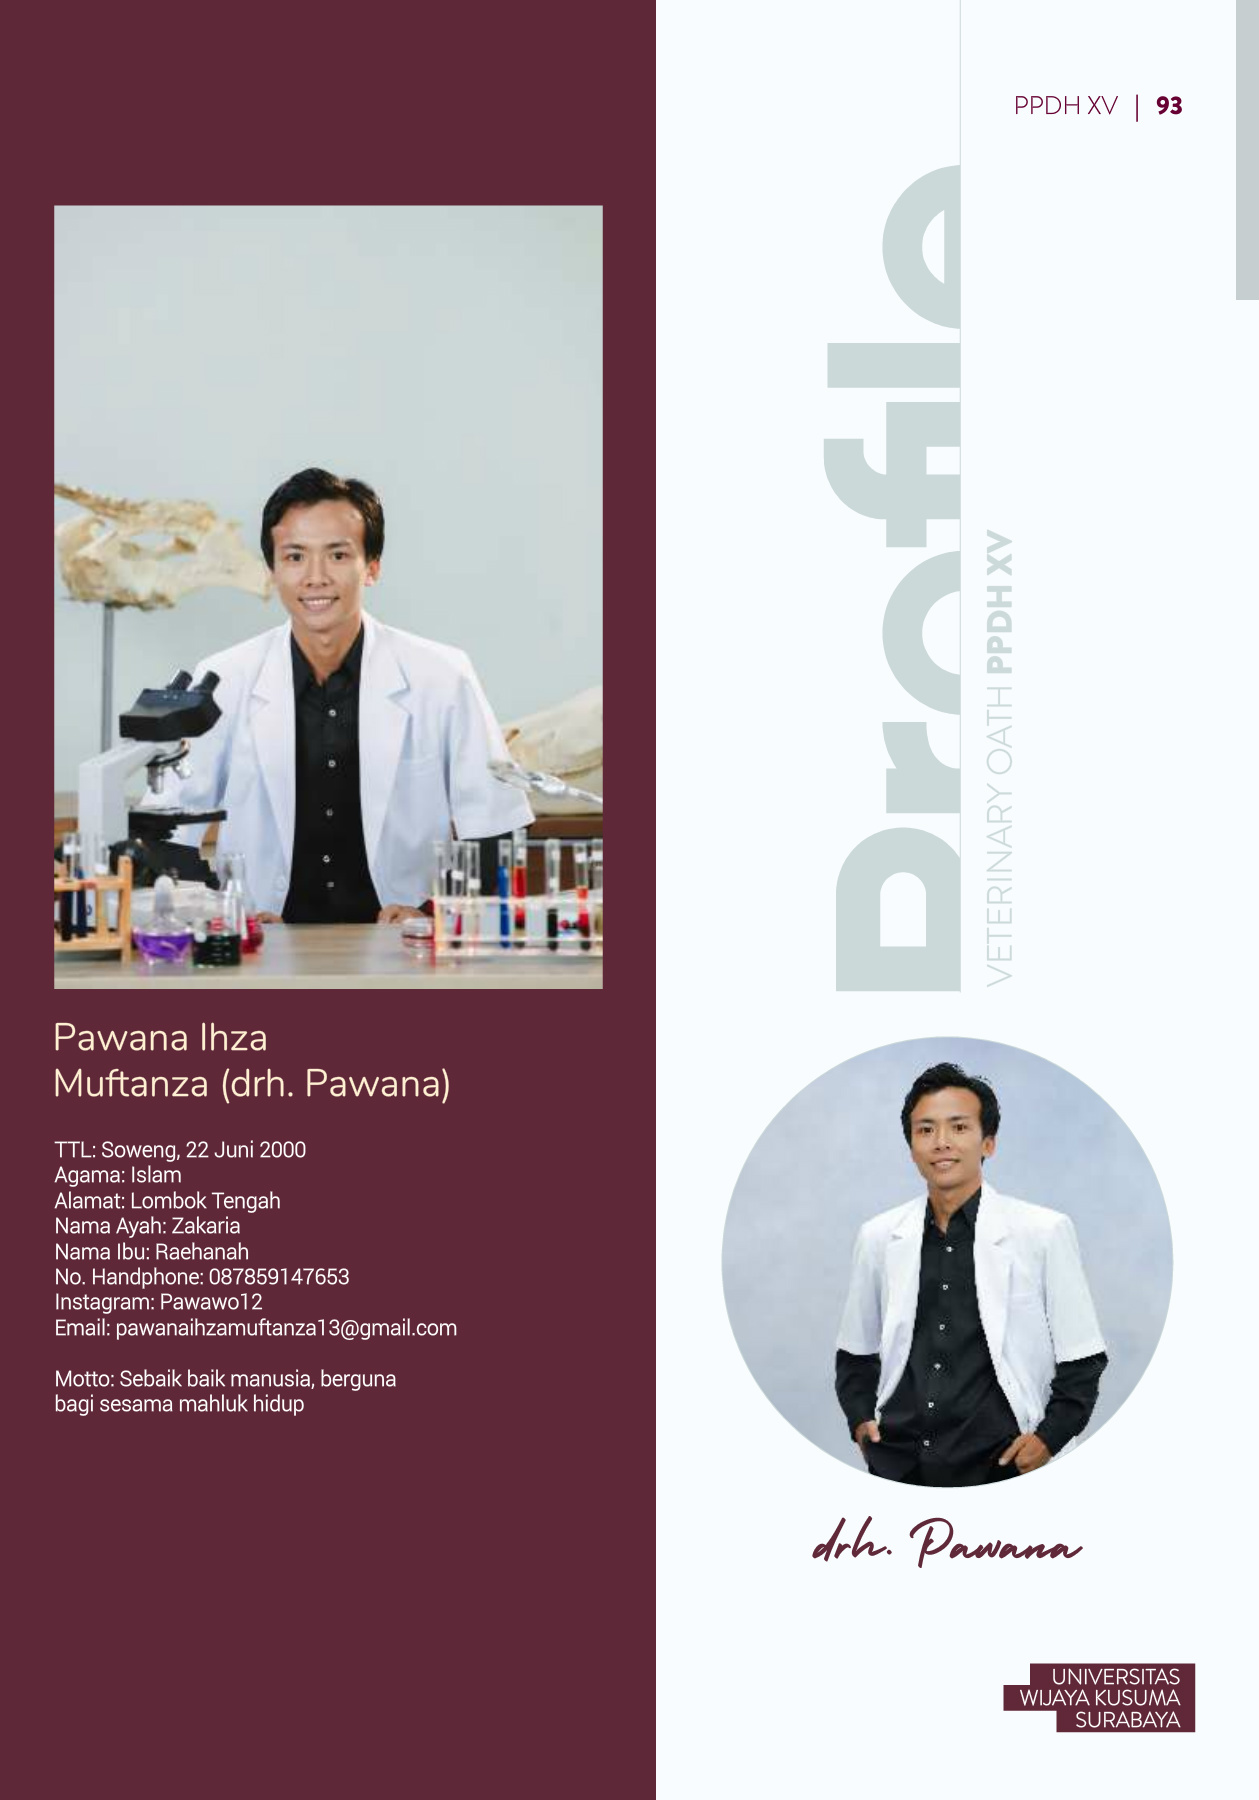 PPDH XV | 93
Profile
VETERINARY OATH PPDH XV
Pawana Ihza
Muftanza (drh. Pawana)
TTL: Soweng, 22 Juni 2000
Agama: Islam
Alamat: Lombok Tengah
Nama Ayah: Zakaria
Nama Ibu: Raehanah
No. Handphone: 087859147653
Instagram: Pawawo12
Email: pawanaihzamuftanza13@gmail.com
Motto: Sebaik baik manusia, berguna
bagi sesama mahluk hidup
drh. Pawana
UNIVERSITAS
WIJAYA KUSUMA
SURABAYA